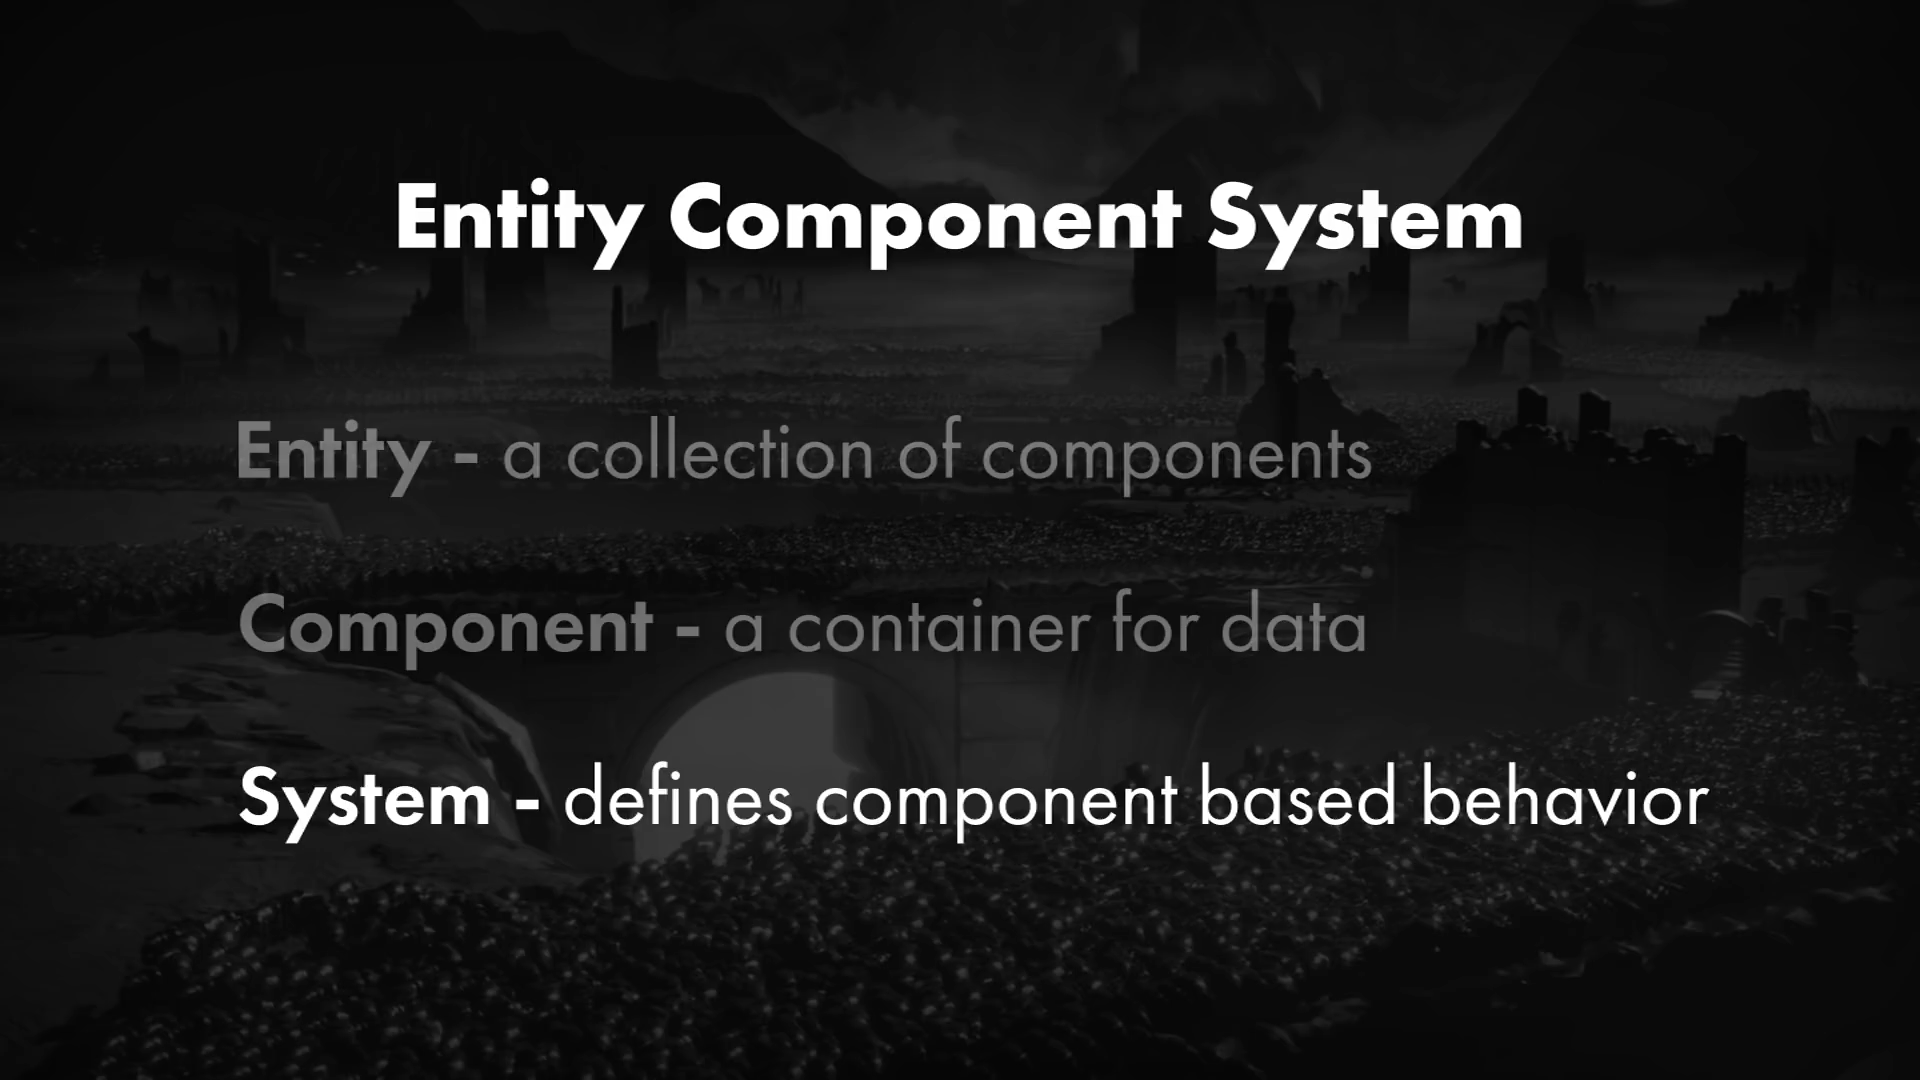 Entity Component System
Entity - a collection of components
Component - a container for data
System - defines component based behavior